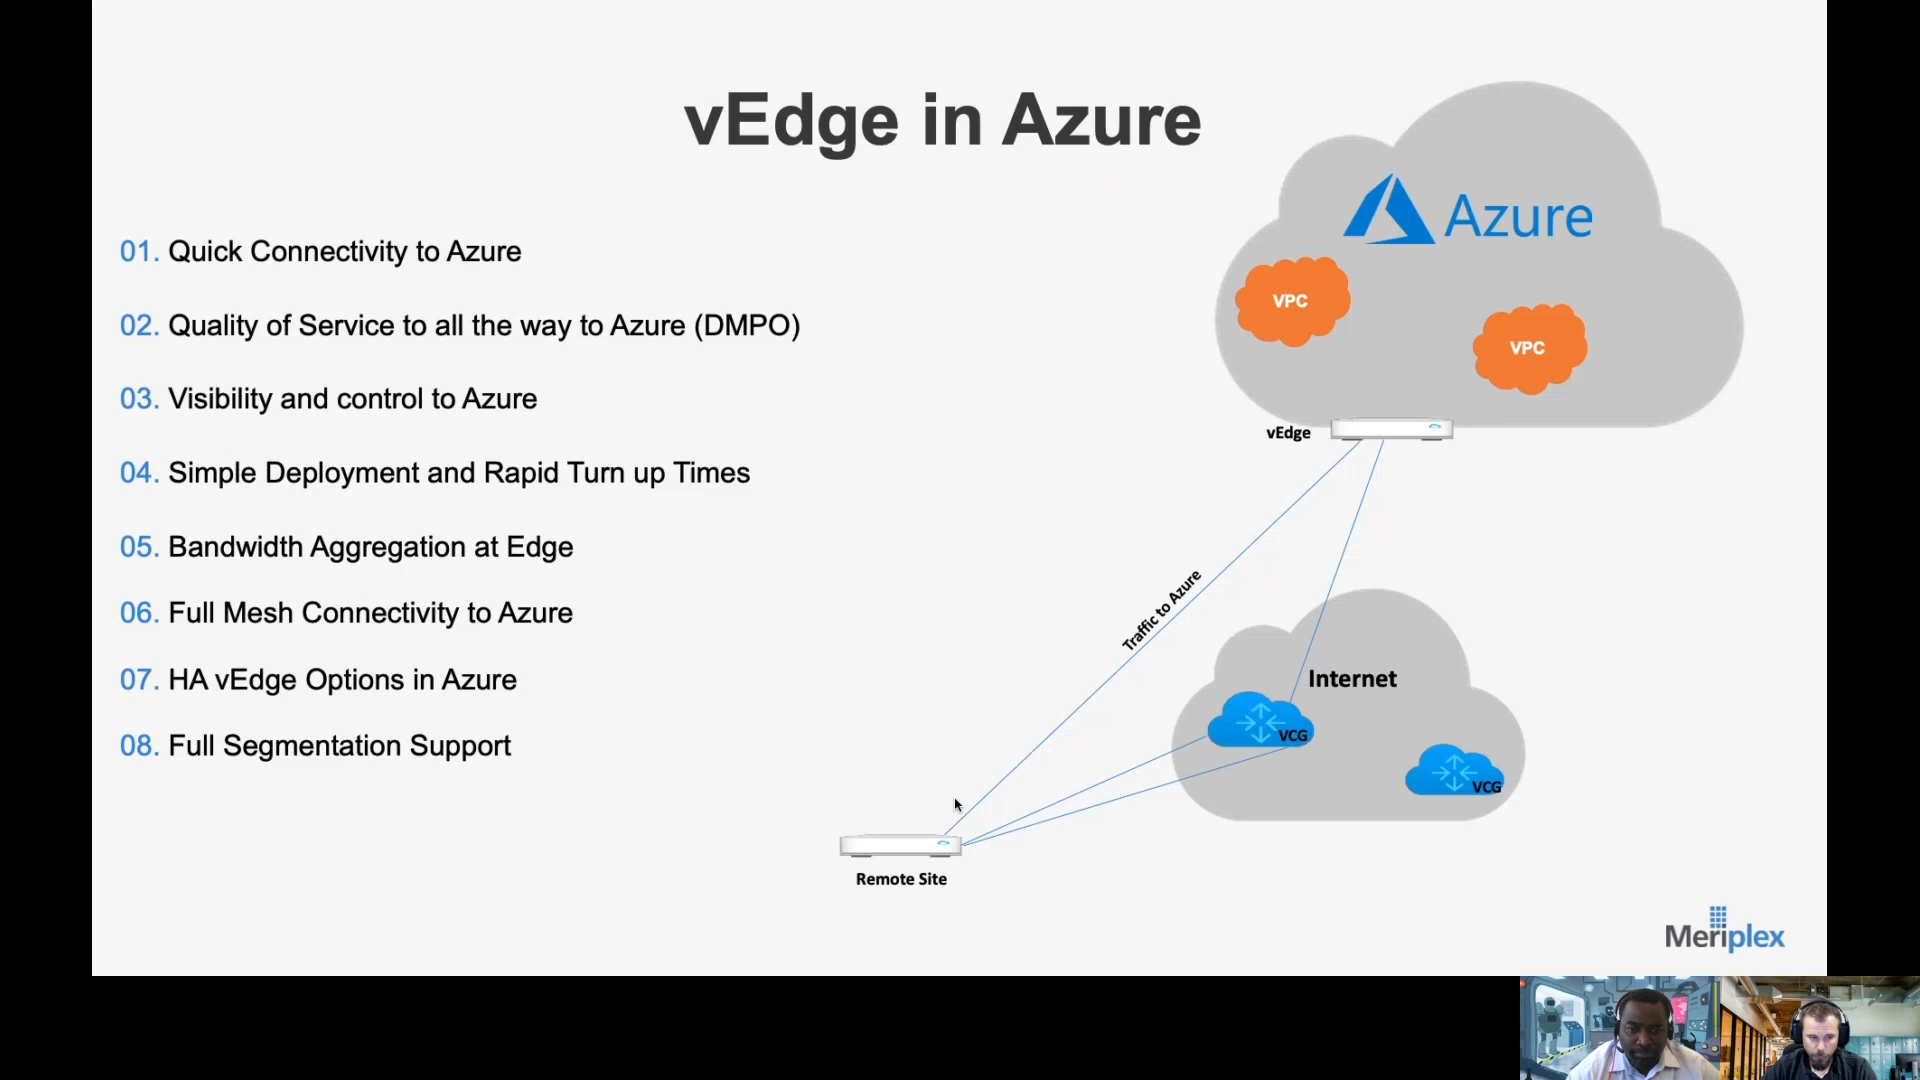 vEdge in Azure
01. Quick Connectivity to Azure
02. Quality of Service to all the way to Azure (DMPO)
03. Visibility and control to Azure
04. Simple Deployment and Rapid Turn up Times
05. Bandwidth Aggregation at Edge
06. Full Mesh Connectivity to Azure
07. HA vEdge Options in Azure
08. Full Segmentation Support
Azure
VPC
VPC
vEdge
Traffic to Azure
Internet
VCG
VCG
Remote Site
Meriplex